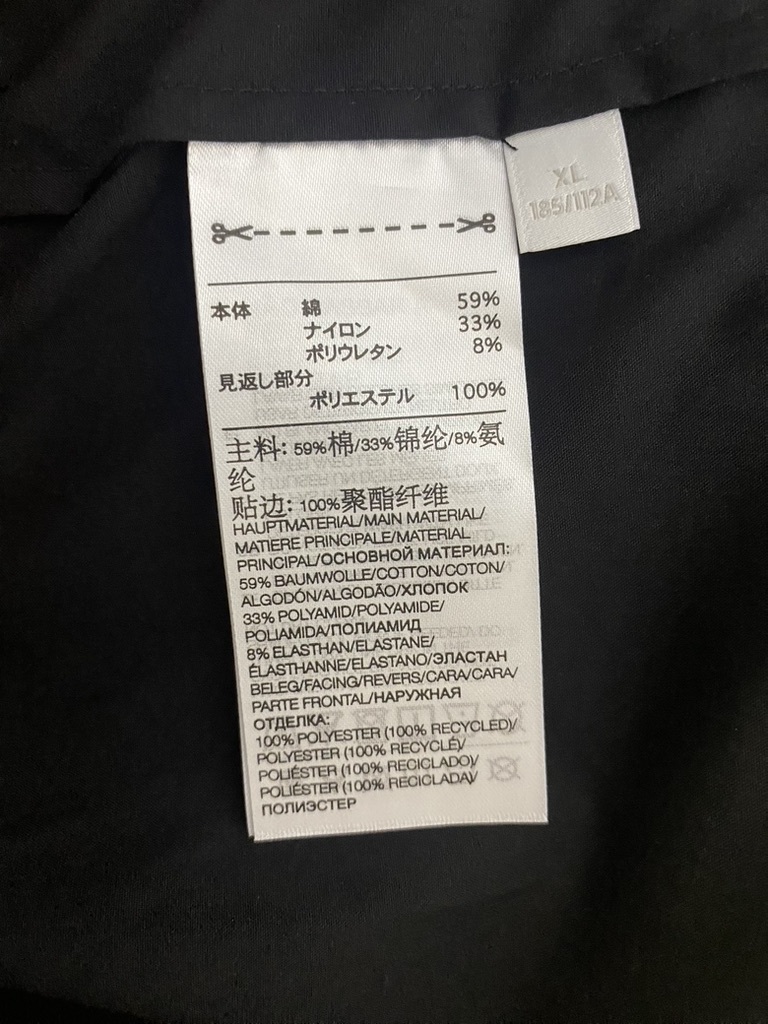 本体 綿 59%
ナイロン 33%
ポリウレタン 8%
見返し部分
ポリエステル 100%
主料: 59%棉/33%锦纶/8%氨
纶
贴边: 100%聚酯纤维
HAUPTMATERIAL/MAIN MATERIAL/
MATIERE PRINCIPALE/MATERIAL
PRINCIPAL/ОСНОВНОЙ МАТЕРИАЛ:
59% BAUMWOLLE/COTTON/COTON/
ALGODÓN/ALGODÃO/ХЛОПОК
33% POLYAMID/POLYAMIDE/
POLIAMIDA/ПОЛИАМИД
8% ELASTHAN/ELASTANE/
ÉLASTHANNE/ELASTANO/ЭЛАСТАН
BELEG/FACING/REVERS/CARA/CARA/
PARTE FRONTAL/НАРУЖНАЯ
ОТДЕЛКА:
100% POLYESTER (100% RECYCLED)/
POLYESTER (100% RECYCLÉ)/
POLIÉSTER (100% RECICLADO)/
POLIÉSTER (100% RECICLADA)/
ПОЛИЭСТЕР
XL
185/112A